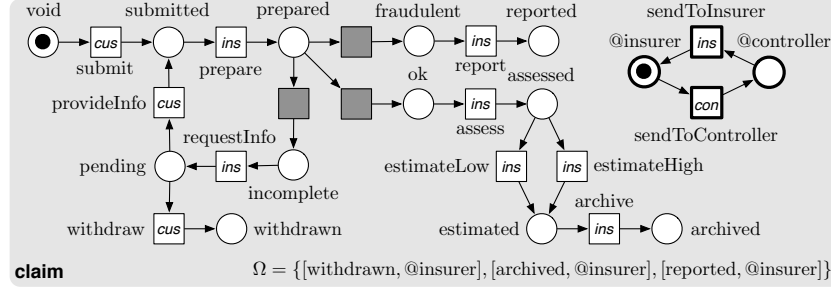 void submitted prepared fraudulent reported sendToInsurer
@insurer @controller
cus ins ins ins
submit prepare report
ok assessed
provideInfo cus ins con
assess sendToController
requestInfo
pending ins estimateLow ins ins estimateHigh
incomplete archive
withdraw cus withdrawn estimated ins archived
claim Ω = {[withdrawn, @insurer], [archived, @insurer], [reported, @insurer]}